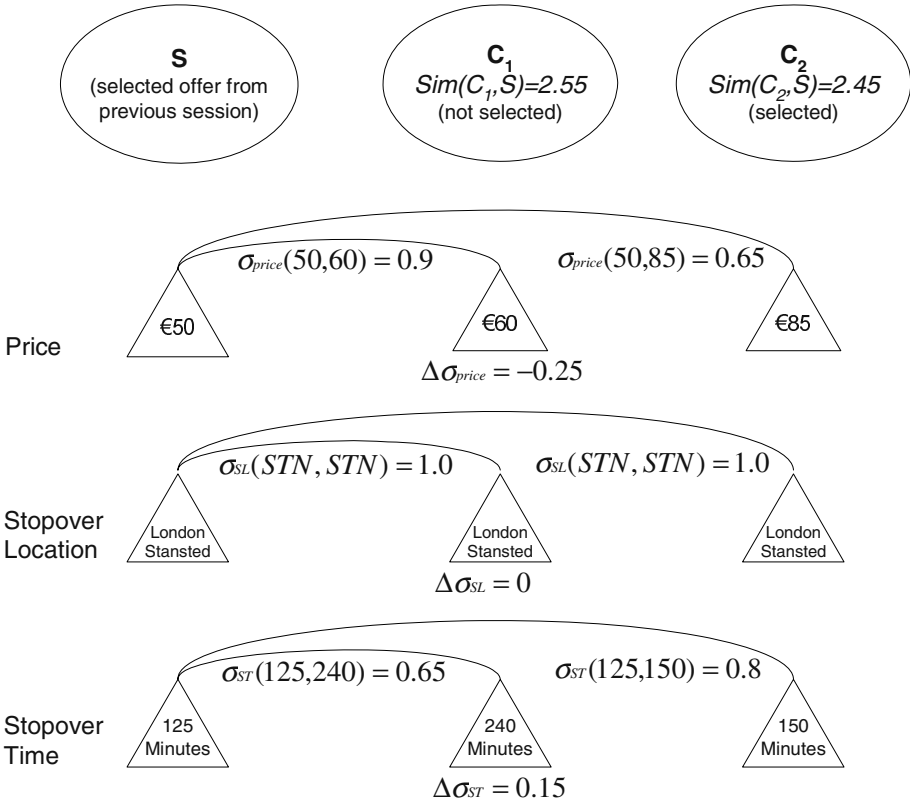 S
(selected offer from
previous session)
C₁
Sim(C₁,S)=2.55
(not selected)
C₂
Sim(C₂,S)=2.45
(selected)
σprice(50,60) = 0.9
σprice(50,85) = 0.65
Price
€50
€60
€85
Δσprice = −0.25
σSL(STN, STN) = 1.0
σSL(STN, STN) = 1.0
Stopover
Location
London
Stansted
London
Stansted
London
Stansted
ΔσSL = 0
σST(125,240) = 0.65
σST(125,150) = 0.8
Stopover
Time
125
Minutes
240
Minutes
150
Minutes
ΔσST = 0.15